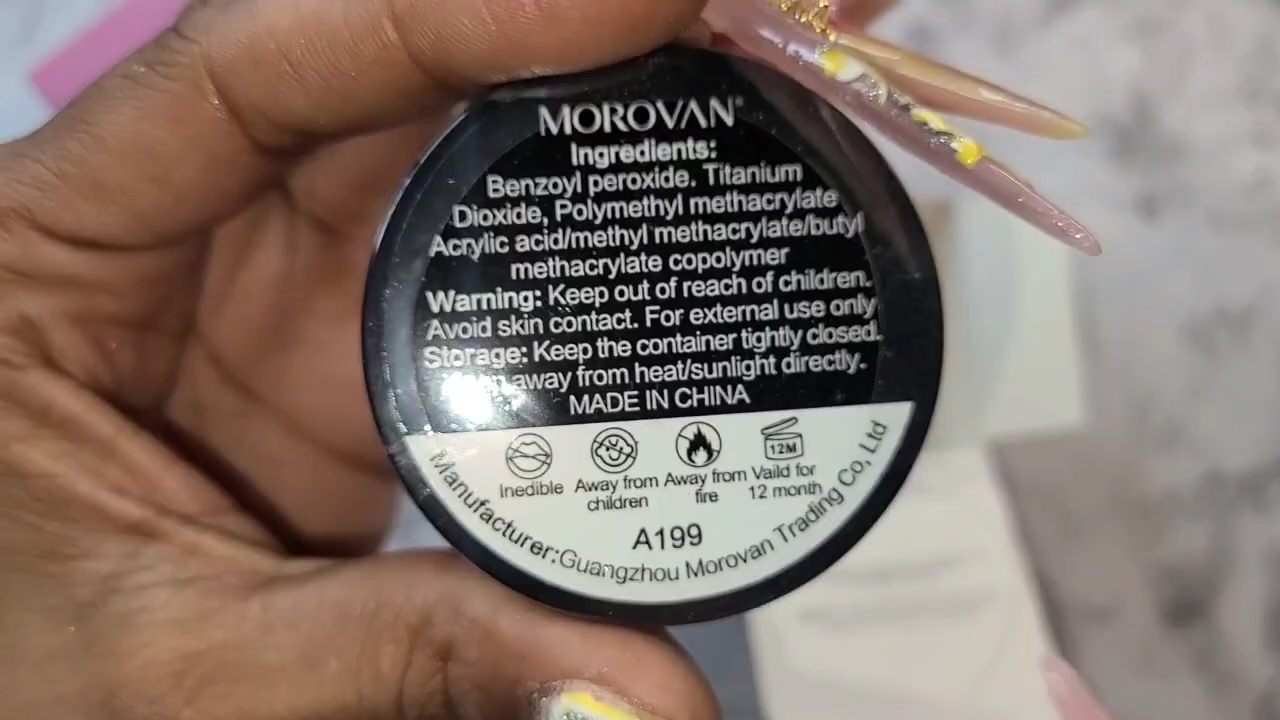 MOROVAN®
Ingredients:
Benzoyl peroxide. Titanium
Dioxide, Polymethyl methacrylate
Acrylic acid/methyl methacrylate/butyl
methacrylate copolymer
Warning: Keep out of reach of children.
Avoid skin contact. For external use only
Storage: Keep the container tightly closed.
away from heat/sunlight directly.
MADE IN CHINA
12M
Inedible
Away from
children
Away from
fire
Vaild for
12 month
A199
Manufacturer:Guangzhou Morovan Trading Co, Ltd